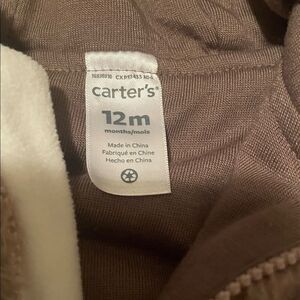 carter's
12m
months/mois
Made in China
Fabriqué en Chine
Hecho en China